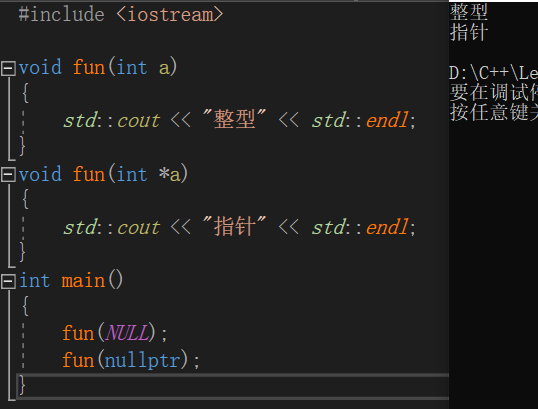 #include <iostream>
void fun(int a)
{
std::cout << "整型" << std::endl;
}
void fun(int *a)
{
std::cout << "指针" << std::endl;
}
int main()
{
fun(NULL);
fun(nullptr);
}
整型
指针
D:\C++\Le
要在调试停
按任意键关